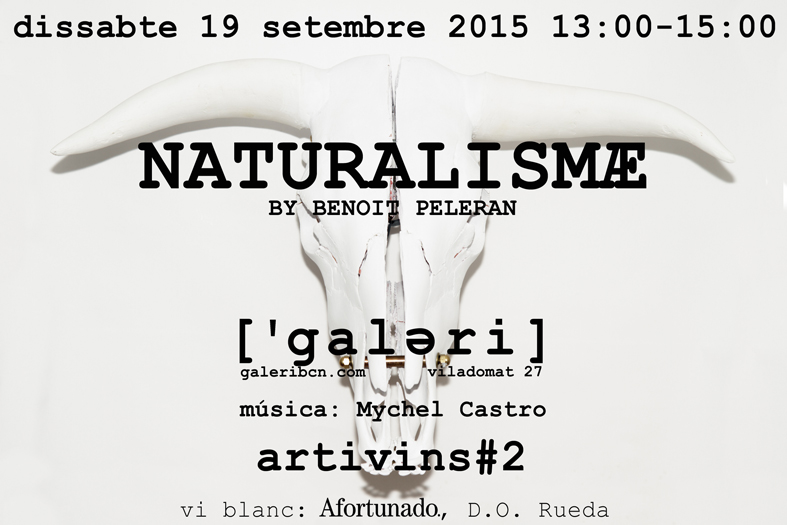 dissabte 19 setembre 2015 13:00-15:00
NATURALISMÆ
BY BENOIT PELERAN
['galəri]
galeribcn.com viladomat 27
música: Mychel Castro
artivins#2
vi blanc: Afortunado., D.O. Rueda